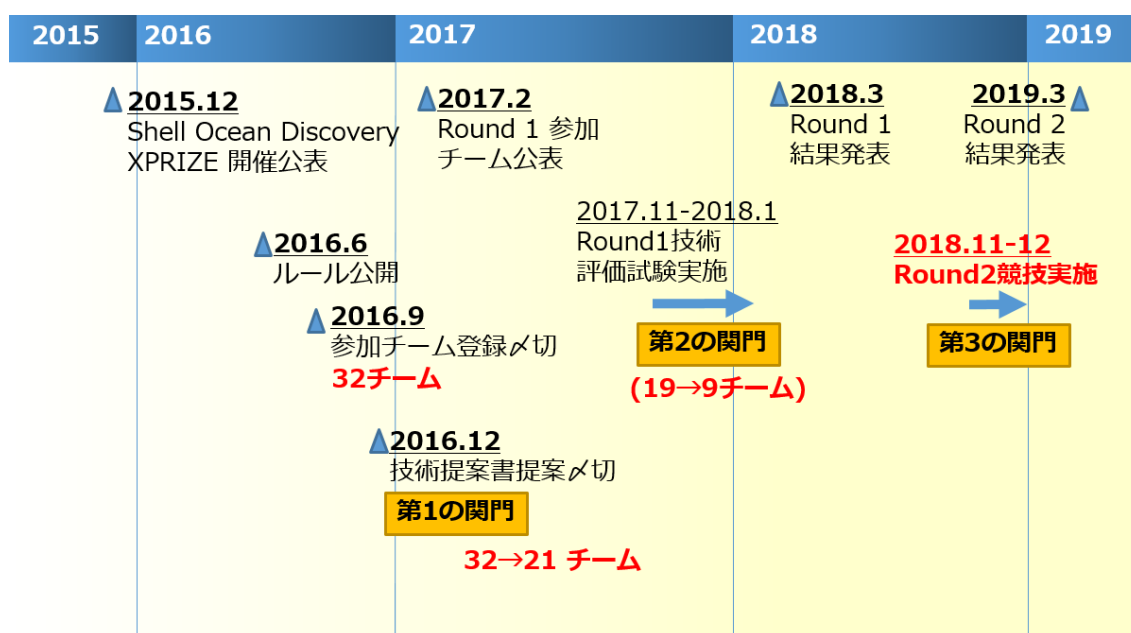 2015 2016 2017 2018 2019
2015.12
Shell Ocean Discovery
XPRIZE 開催公表
2017.2
Round 1 参加
チーム公表
2018.3
Round 1
結果発表
2019.3
Round 2
結果発表
2016.6
ルール公開
2017.11-2018.1
Round1技術
評価試験実施
2018.11-12
Round2競技実施
2016.9
参加チーム登録〆切
32チーム
第2の関門
(19→9チーム)
第3の関門
2016.12
技術提案書提案〆切
第1の関門
32→21 チーム